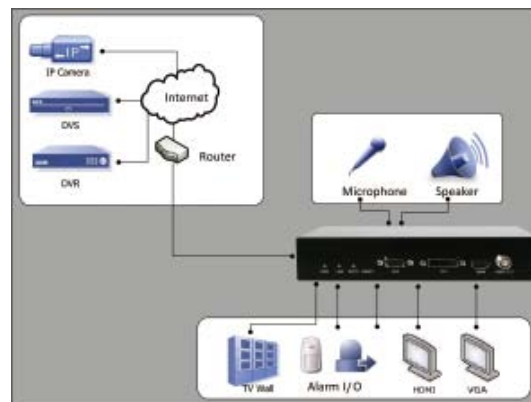 IP
IP Camera
Internet
DVS
Router
DVR
Microphone
Speaker
TV Wall
Alarm I/O
HDMI
VGA